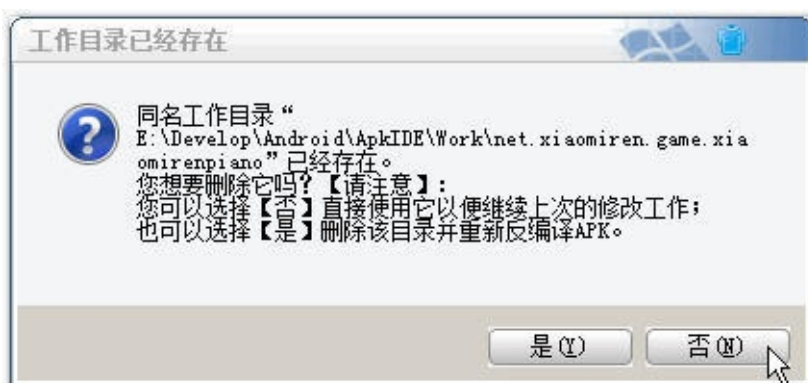 工作目录已经存在
同名工作目录“
E:\Develop\Android\ApkIDE\Work\net.xiaomiren.game.xia
omirenpiano”已经存在。
您想要删除它吗？【请注意】:
您可以选择【否】直接使用它以便继续上次的修改工作;
也可以选择【是】删除该目录并重新反编译APK。
是(Y)
否(N)